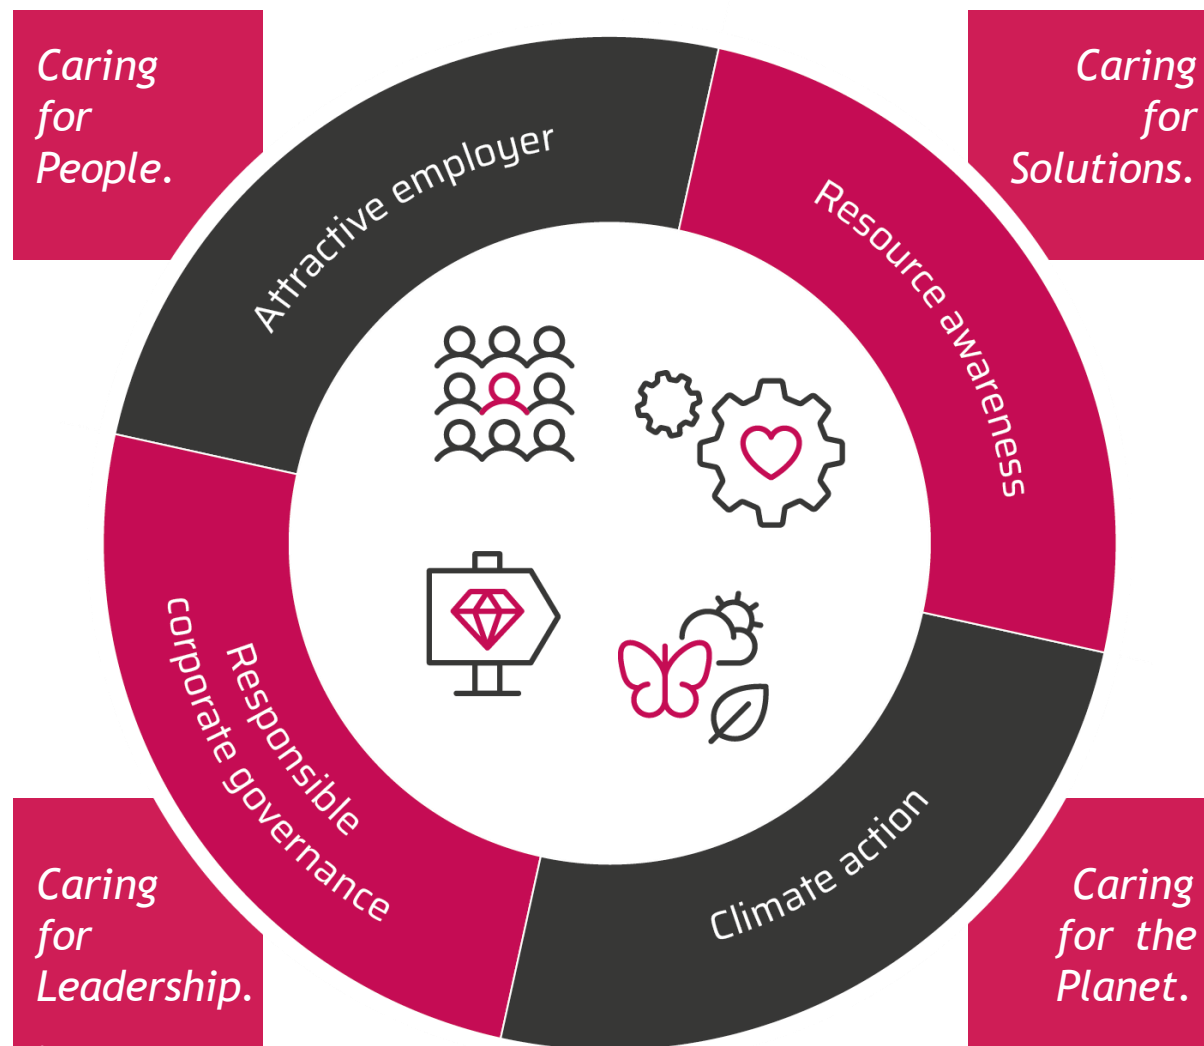 Caring
for
People.
Caring
for
Solutions.
Attractive employer
Resource awareness
Responsible
corporate governance
Climate action
Caring
for
Leadership.
Caring
for the
Planet.